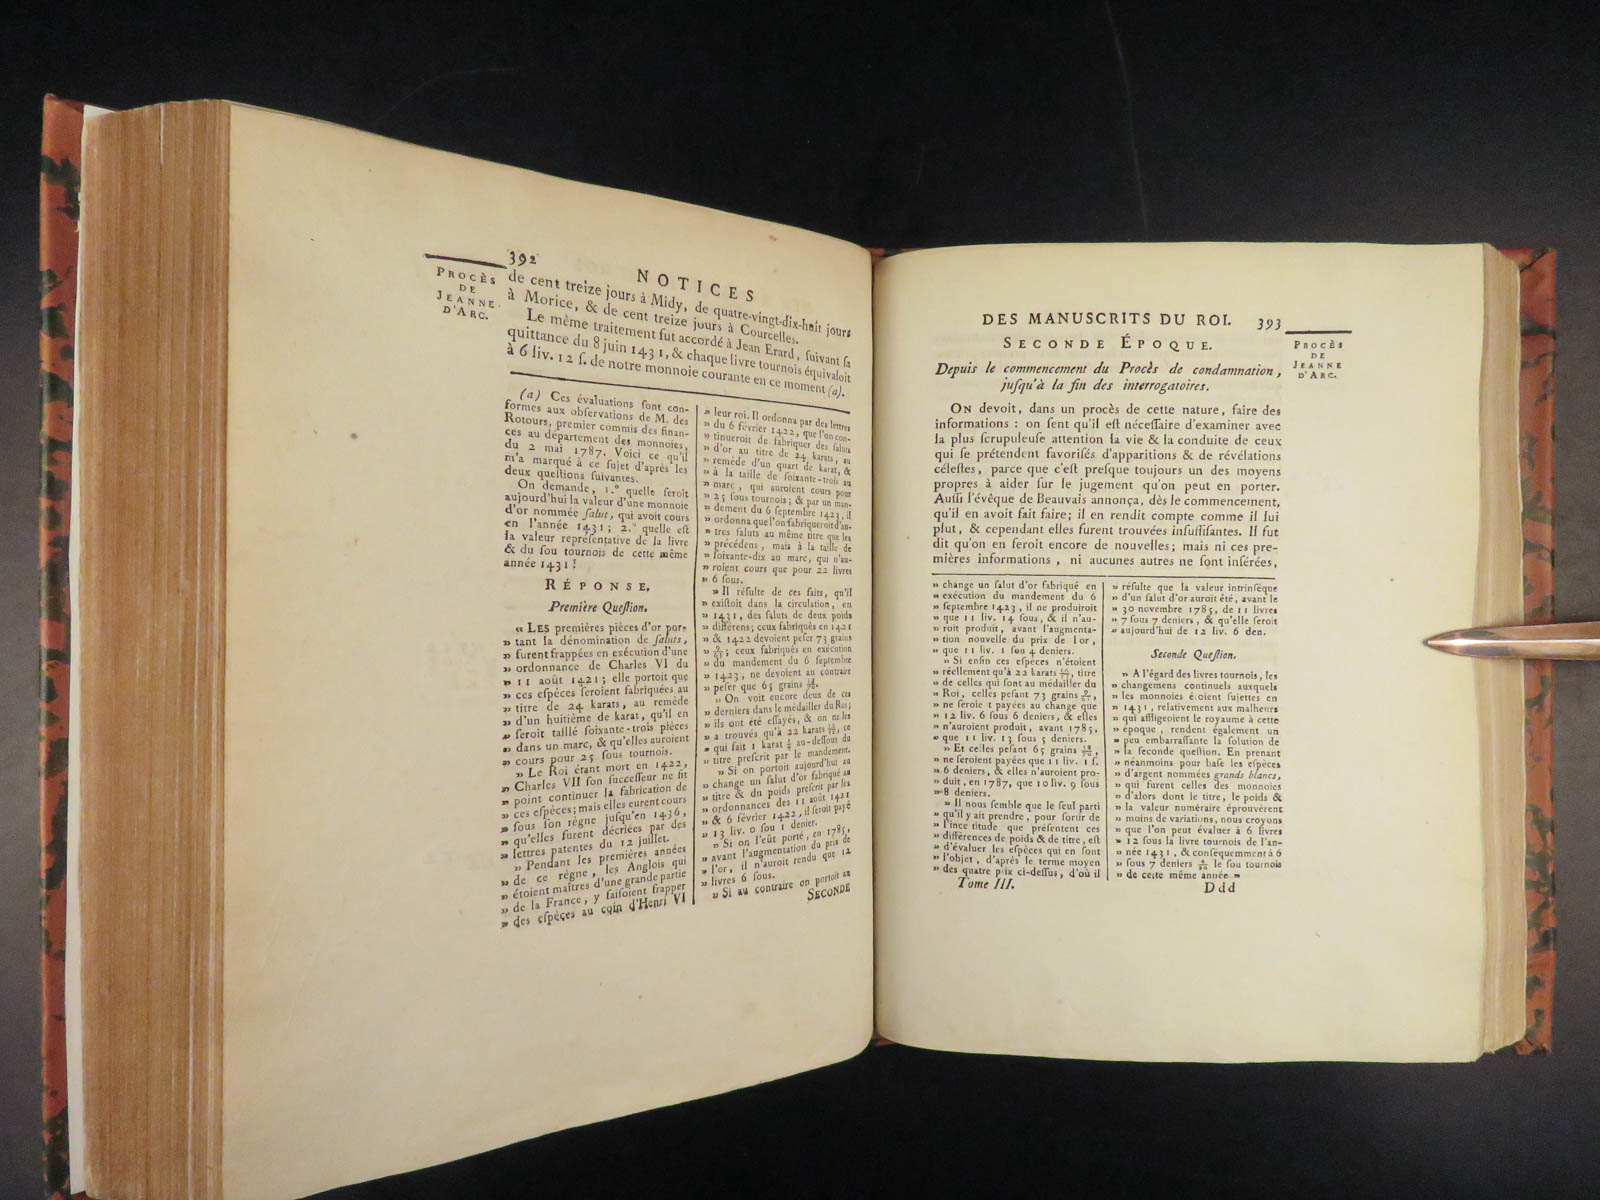 392
NOTICES
PROCÈS
DE
JEANNE
D'ARC.
de cent treize jours à Midy, de quatre-vingt-dix-huit jours
à Morice, & de cent treize jours à Courcelles.
Le même traitement fut accordé à Jean Erard, suivant sa
quittance du 8 juin 1431, & chaque livre tournois équivaloit
à 6 liv. 12 s. de notre monnoie courante en ce moment (a).
(a) Ces évaluations sont con-
formes aux observations de M. des
Rotours, premier commis des finan-
ces au département des monnoies,
du 2 mai 1787. Voici ce qu'il
m'a marqué à ce sujet d'après les
deux questions suivantes.
On demande, 1.° quelle seroit
aujourd'hui la valeur d'une monnoie
d'or nommée salut, qui avoit cours
en l'année 1431; 2.° quelle est
la valeur représentative de la livre
& du sou tournois de cette même
année 1431!
RÉPONSE.
Première Question.
« LES premières pièces d'or por-
» tant la dénomination de saluts,
» furent frappées en exécution d'une
» ordonnance de Charles VI du
» 11 août 1421; elle portoit que
» ces espèces seroient fabriquées au
» titre de 24 karats, au remède
» d'un huitième de karat, qu'il en
» seroit taillé soixante-trois pièces
» dans un marc, & qu'elles auroient
» cours pour 25 sous tournois.
» Le Roi étant mort en 1422,
» Charles VII son successeur ne fit
» point continuer la fabrication de
» ces espèces; mais elles eurent cours
» sous son règne jusqu'en 1436,
» qu'elles furent décriées par des
» lettres patentes du 12 juillet.
» Pendant les premières années
» de ce règne, les Anglois qui
» étoient maîtres d'une grande partie
» de la France, y faisoient frapper
» des espèces au coin d'Henri VI
» leur roi. Il ordonna par des lettres
» du 6 février 1422, que l'on con-
» tinueroit de fabriquer des saluts
» d'or au titre de 24 karats, au
» remède d'un quart de karat, &
» à la taille de soixante-trois au
» marc, qui auroient cours pour
» 25 sous tournois; & par un man-
» dement du 6 septembre 1423, il
» ordonna que l'on fabriqueroit d'au-
» tres saluts au même titre que les
» précédens, mais à la taille de
» soixante-dix au marc, qui n'au-
» roient cours que pour 22 livres
» 6 sous.
» Il résulte de ces faits, qu'il
» existoit dans la circulation, en
» 1431, des saluts de deux poids
» différens; ceux fabriqués en 1421
» & 1422 devoient peser 73 grains
» ; ceux fabriqués en exécution
» du mandement du 6 septembre
» 1423, ne devoient au contraire
» peser que 65 grains
» On voit encore deux de ces
» derniers dans le médailler du Roi;
» ils ont été essayés, & on ne les
» a trouvés qu'à 22 karats , ce
» qui fait 1 karat au-dessous du
» titre prescrit par le mandement.
» Si on portoit aujourd'hui au
» change un salut d'or fabriqué au
» titre & du poids prescrit par les
» ordonnances des 11 août 1421
» & 6 février 1422, il seroit payé
» 13 liv. 0 sou 1 denier.
» Si on l'eût porté, en 1785,
» avant l'augmentation du prix de
» l'or, il n'auroit rendu que 12
» livres 6 sous.
» Si au contraire on portoit au
SECONDE
DES MANUSCRITS DU ROI. 393
PROCÈS
DE
JEANNE
D'ARC.
SECONDE ÉPOQUE.
Depuis le commencement du Procès de condamnation,
jusqu'à la fin des interrogatoires.
ON devoit, dans un procès de cette nature, faire des
informations : on sent qu'il est nécessaire d'examiner avec
la plus scrupuleuse attention la vie & la conduite de ceux
qui se prétendent favorisés d'apparitions & de révélations
célestes, parce que c'est presque toujours un des moyens
propres à aider sur le jugement qu'on peut en porter.
Aussi l'évêque de Beauvais annonça, dès le commencement,
qu'il en avoit fait faire; il en rendit compte comme il lui
plut, & cependant elles furent trouvées insuffisantes. Il fut
dit qu'on en feroit encore de nouvelles; mais ni ces pre-
mières informations, ni aucunes autres ne sont insérées,
» change un salut d'or fabriqué en
» exécution du mandement du 6
» septembre 1423, il ne produiroit
» que 11 liv. 14 sous, & il n'au-
» roit produit, avant l'augmenta-
» tion nouvelle du prix de l'or,
» que 11 liv. 1 sou 4 deniers.
» Si enfin ces espèces n'étoient
» réellement qu'à 22 karats , titre
» de celles qui sont au médailler du
» Roi, celles pesant 73 grains ,
» ne seroient payées au change que
» 12 liv. 6 sous 6 deniers, & elles
» n'auroient produit, avant 1785,
» que 11 liv. 13 sous 5 deniers.
» Et celles pesant 65 grains ,
» ne seroient payées que 11 liv. 1 s.
» 6 deniers, & elles n'auroient pro-
» duit, en 1787, que 10 liv. 9 sous
» 8 deniers.
» Il nous semble que le seul parti
» qu'il y ait prendre, pour sortir de
» l'incertitude que présentent ces
» différences de poids & de titre, est
» d'évaluer les espèces qui en sont
» l'objet, d'après le terme moyen
» des quatre prix ci-dessus, d'où il
Tome III.
» résulte que la valeur intrinsèque
» d'un salut d'or auroit été, avant le
» 30 novembre 1785, de 11 livres
» 7 sous 7 deniers, & qu'elle seroit
» aujourd'hui de 12 liv. 6 den.
Seconde Question.
» A l'égard des livres tournois, les
» changemens continuels auxquels
» les monnoies étoient sujettes en
» 1431, relativement aux malheurs
» qui affligeoient le royaume à cette
» époque, rendent également un
» peu embarrassante la solution de
» la seconde question. En prenant
» néanmoins pour base les espèces
» d'argent nommées grands blancs,
» qui furent celles des monnoies
» d'alors dont le titre, le poids &
» la valeur numéraire éprouvèrent
» moins de variations, nous croyons
» que l'on peut évaluer à 6 livres
» 12 sous la livre tournois de l'an-
» née 1431, & conséquemment à 6
» sous 7 deniers le sou tournois
» de cette même année »
Ddd